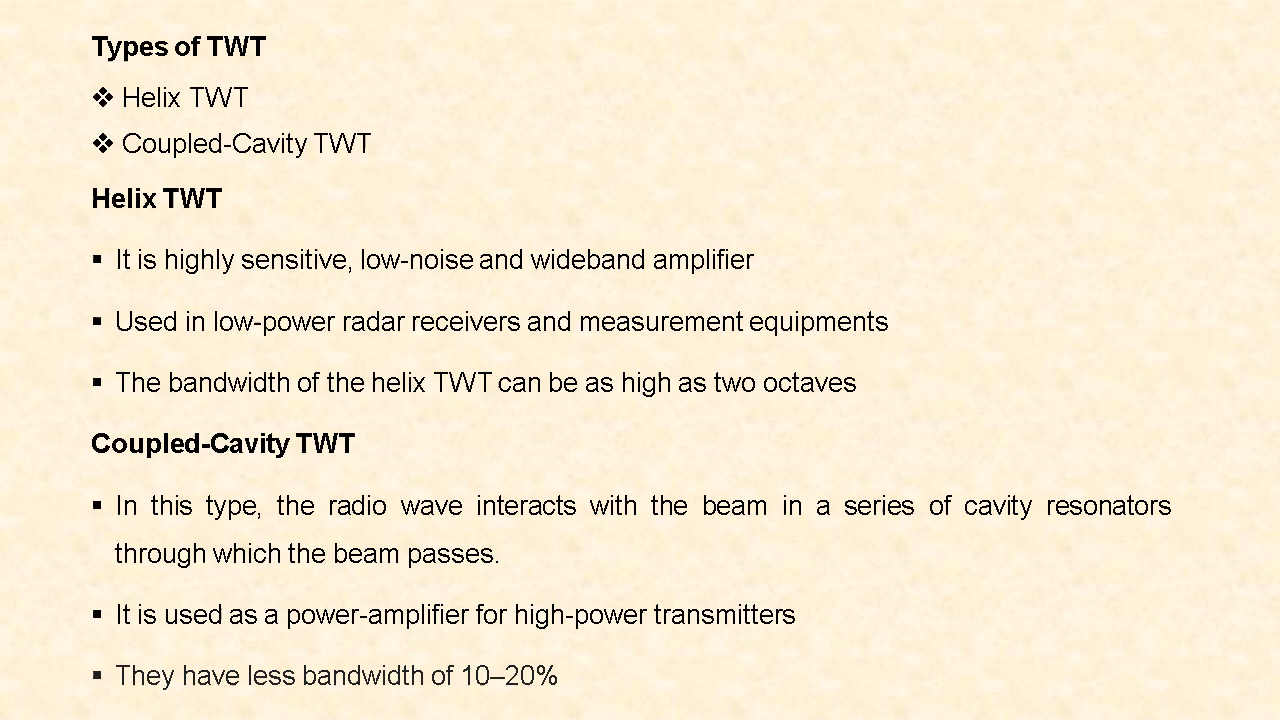 Types of TWT
❖ Helix TWT
❖ Coupled-Cavity TWT
Helix TWT
▪ It is highly sensitive, low-noise and wideband amplifier
▪ Used in low-power radar receivers and measurement equipments
▪ The bandwidth of the helix TWT can be as high as two octaves
Coupled-Cavity TWT
▪ In this type, the radio wave interacts with the beam in a series of cavity resonators
through which the beam passes.
▪ It is used as a power-amplifier for high-power transmitters
▪ They have less bandwidth of 10–20%